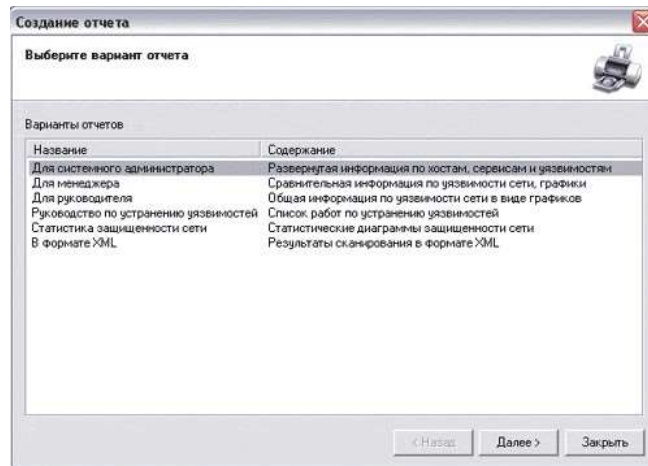 Создание отчета
Выберите вариант отчета
Варианты отчетов
Название Содержание
Для системного администратора Развернутая информация по хостам, сервисам и уязвимостям
Для менеджера Сравнительная информация по уязвимости сети, графики
Для руководителя Общая информация по уязвимости сети в виде графиков
Руководство по устранению уязвимостей Список работ по устранению уязвимостей
Статистика защищенности сети Статистические диаграммы защищенности сети
В формате XML Результаты сканирования в формате XML
< Назад Далее > Закрыть